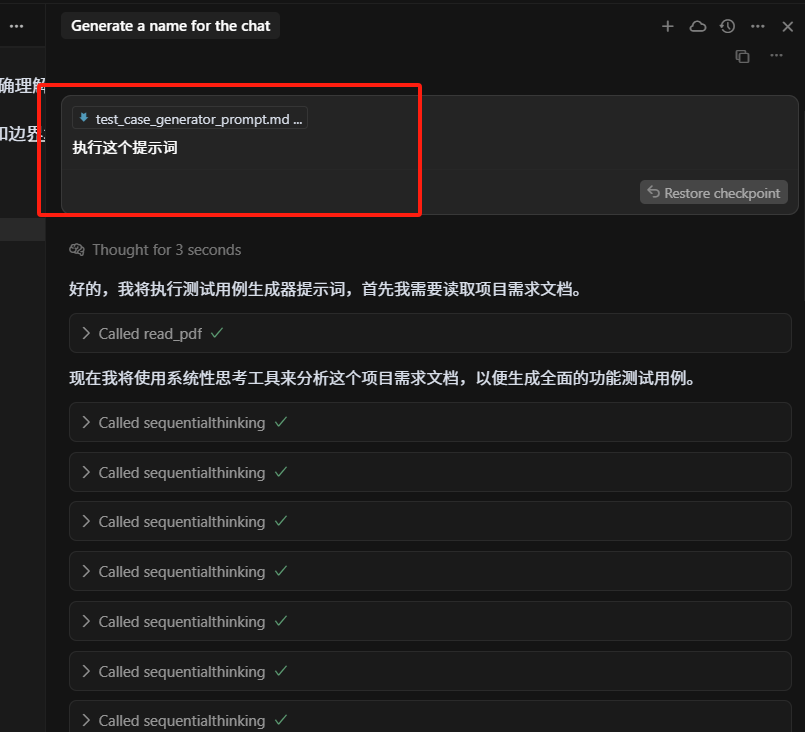 Generate a name for the chat
确理解
和边界
test_case_generator_prompt.md ...
执行这个提示词
Restore checkpoint
Thought for 3 seconds
好的，我将执行测试用例生成器提示词，首先我需要读取项目需求文档。
Called read_pdf
现在我将使用系统性思考工具来分析这个项目需求文档，以便生成全面的功能测试用例。
Called sequentialthinking
Called sequentialthinking
Called sequentialthinking
Called sequentialthinking
Called sequentialthinking
Called sequentialthinking
Called sequentialthinking